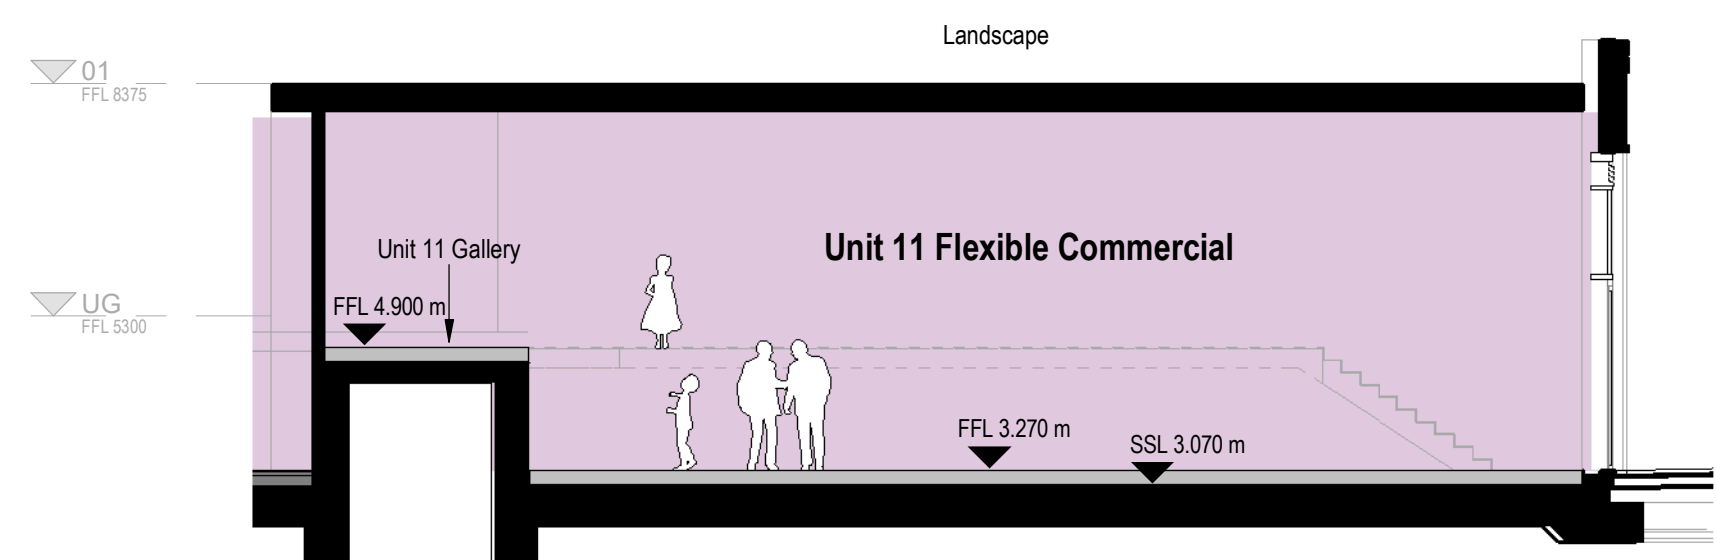 Landscape
01
FFL 8375
Unit 11 Flexible Commercial
Unit 11 Gallery
FFL 4.900 m
UG
FFL 5300
FFL 3.270 m
SSL 3.070 m